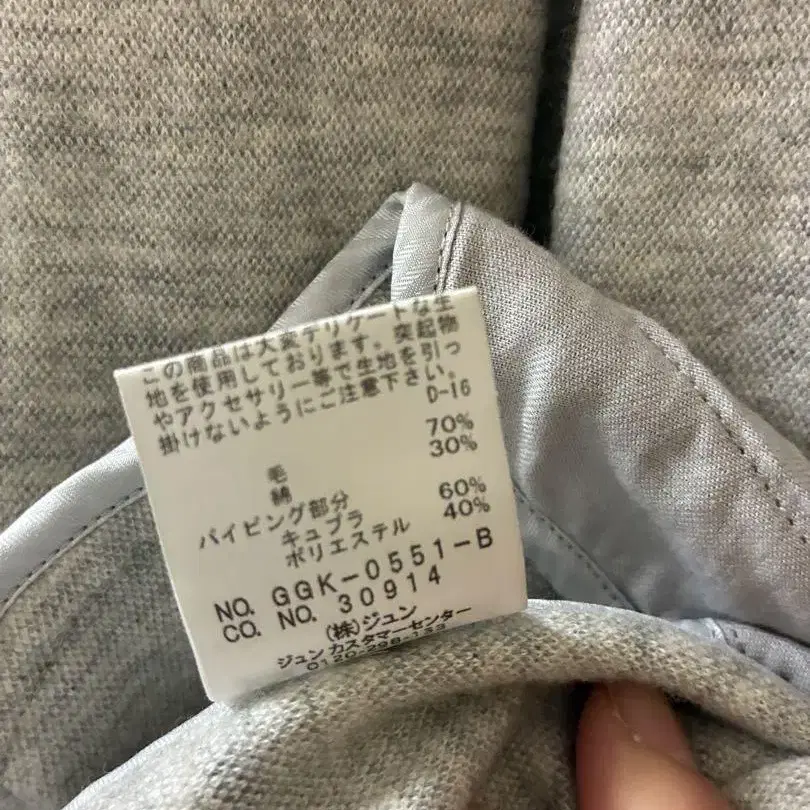 この商品は大変デリケートな生
地を使用しております。突起物
やアクセサリー等で生地を引っ
掛けないようにご注意下さい。
D-16
毛 70%
綿 30%
パイピング部分
キュプラ 60%
ポリエステル 40%
NO. GGK-0551-B
CO. NO. 30914
(株)ジュン
ジュン カスタマーセンター
0120-298-133